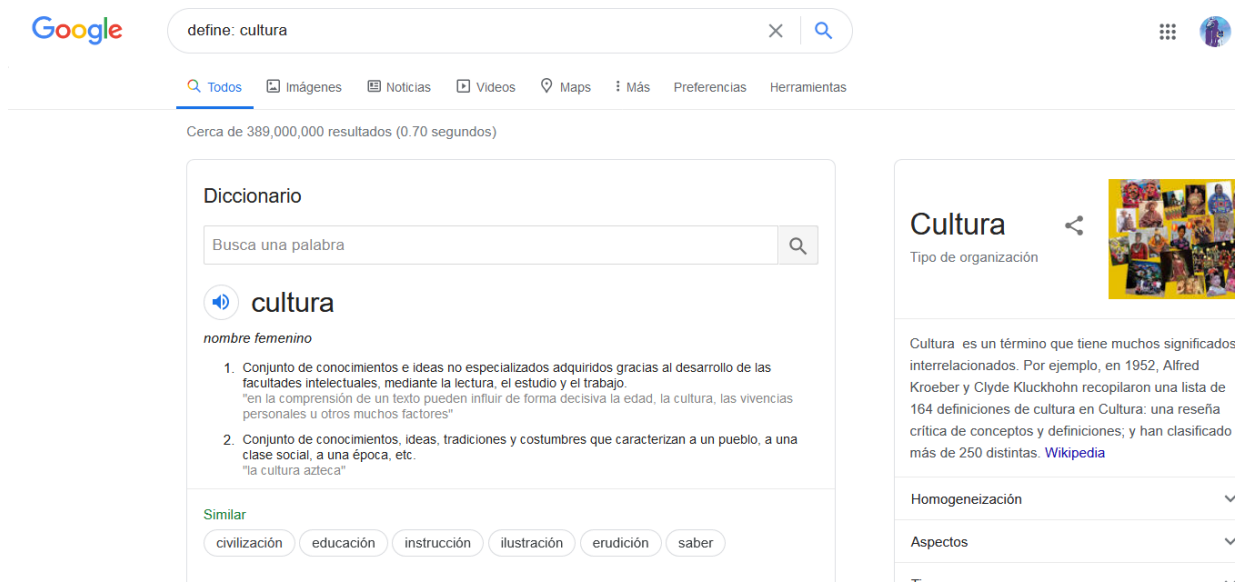 Google
define: cultura
Todos
Imágenes
Noticias
Videos
Maps
Más
Preferencias
Herramientas
Cerca de 389,000,000 resultados (0.70 segundos)
Diccionario
Busca una palabra
cultura
nombre femenino
1. Conjunto de conocimientos e ideas no especializados adquiridos gracias al desarrollo de las
facultades intelectuales, mediante la lectura, el estudio y el trabajo.
"en la comprensión de un texto pueden influir de forma decisiva la edad, la cultura, las vivencias
personales u otros muchos factores"
2. Conjunto de conocimientos, ideas, tradiciones y costumbres que caracterizan a un pueblo, a una
clase social, a una época, etc.
"la cultura azteca"
Similar
civilización
educación
instrucción
ilustración
erudición
saber
Cultura
Tipo de organización
Cultura es un término que tiene muchos significados
interrelacionados. Por ejemplo, en 1952, Alfred
Kroeber y Clyde Kluckhohn recopilaron una lista de
164 definiciones de cultura en Cultura: una reseña
crítica de conceptos y definiciones; y han clasificado
más de 250 distintas. Wikipedia
Homogeneización
Aspectos